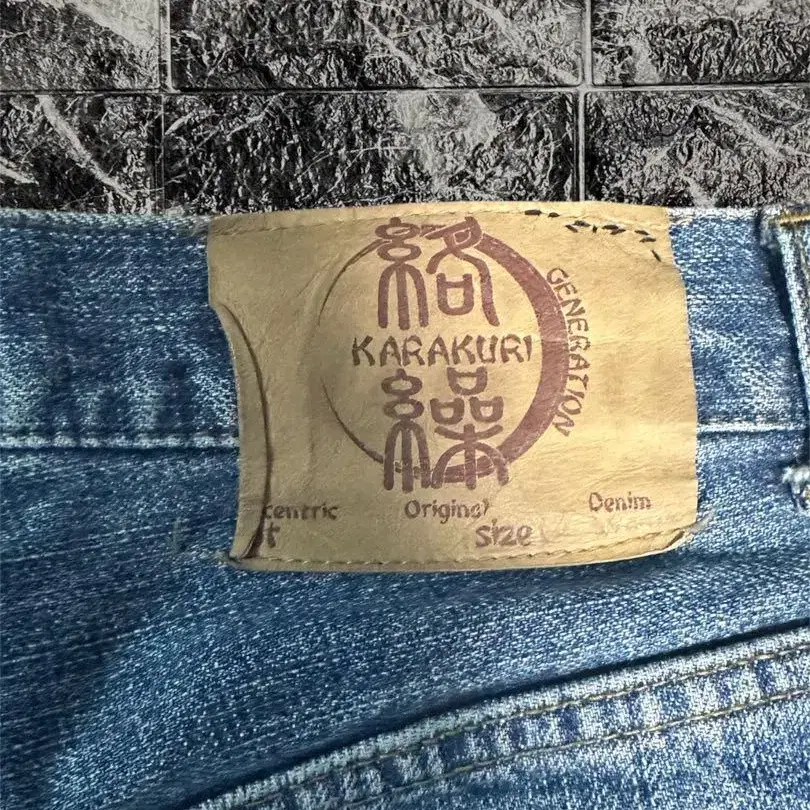 絡
KARAKURI
繰
GENERATION
centric Original Denim
t size